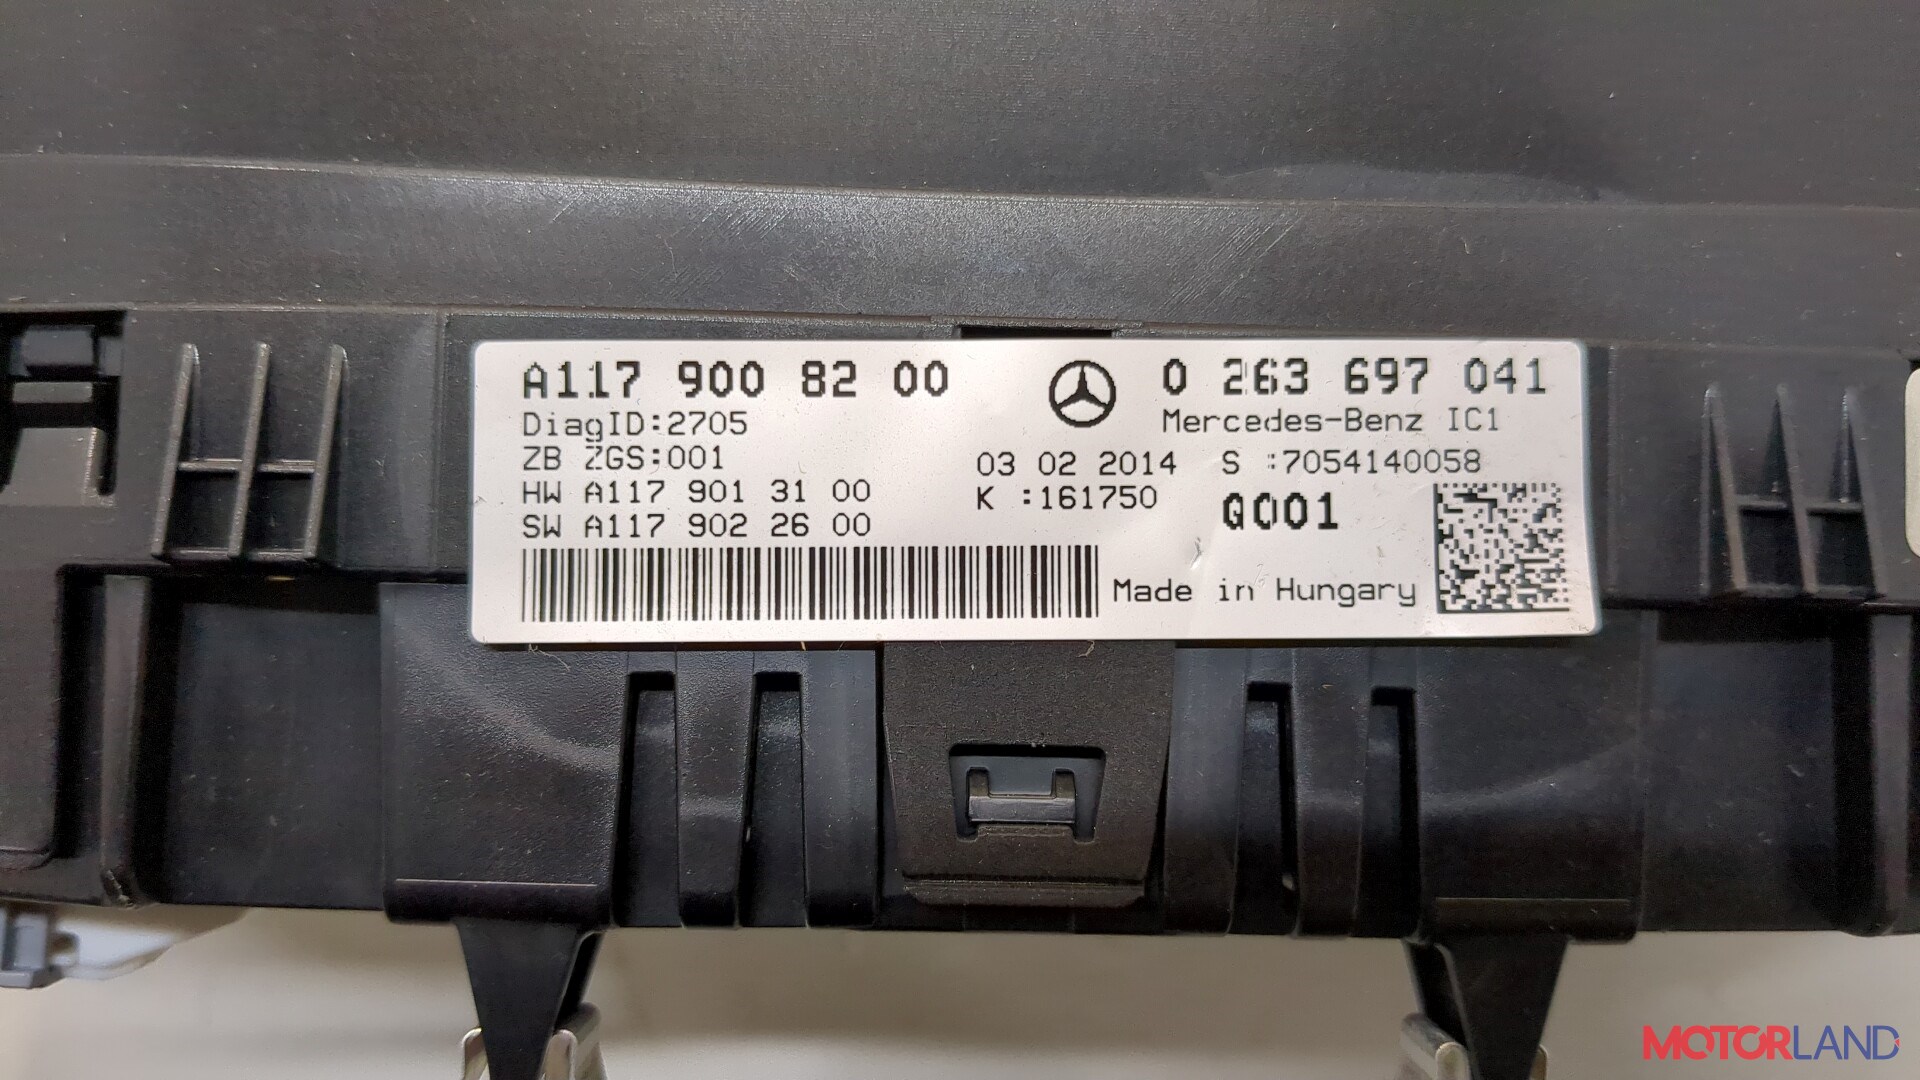 A117 900 82 00
0 263 697 041
DiagID:2705
Mercedes-Benz IC1
ZB ZGS:001
03 02 2014 S :7054140058
HW A117 901 31 00
K :161750
Q001
SW A117 902 26 00
Made in Hungary
MOTORLAND